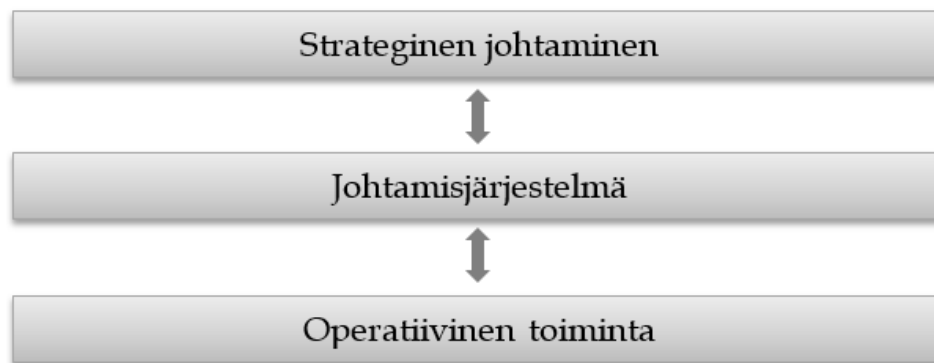 Strateginen johtaminen
Johtamisjärjestelmä
Operatiivinen toiminta